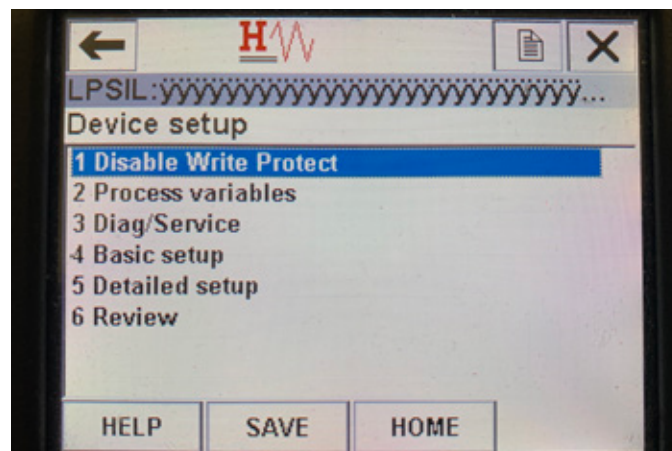 H
LPSIL:ÿÿÿÿÿÿÿÿÿÿÿÿÿÿÿÿÿÿÿÿÿÿÿÿÿÿ...
Device setup
1 Disable Write Protect
2 Process variables
3 Diag/Service
4 Basic setup
5 Detailed setup
6 Review
HELP SAVE HOME